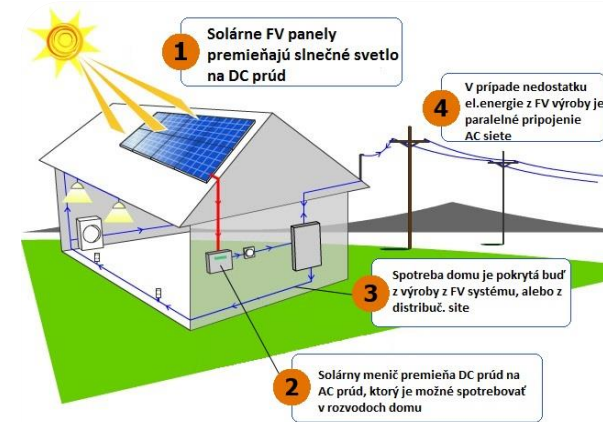 1
Solárne FV panely
premieňajú slnečné svetlo
na DC prúd
4
V prípade nedostatku
el.energie z FV výroby je
paralelné pripojenie
AC siete
3
Spotreba domu je pokrytá buď
z výroby z FV systému, alebo z
distribuč. site
2
Solárny menič premieňa DC prúd na
AC prúd, ktorý je možné spotrebovať
v rozvodoch domu